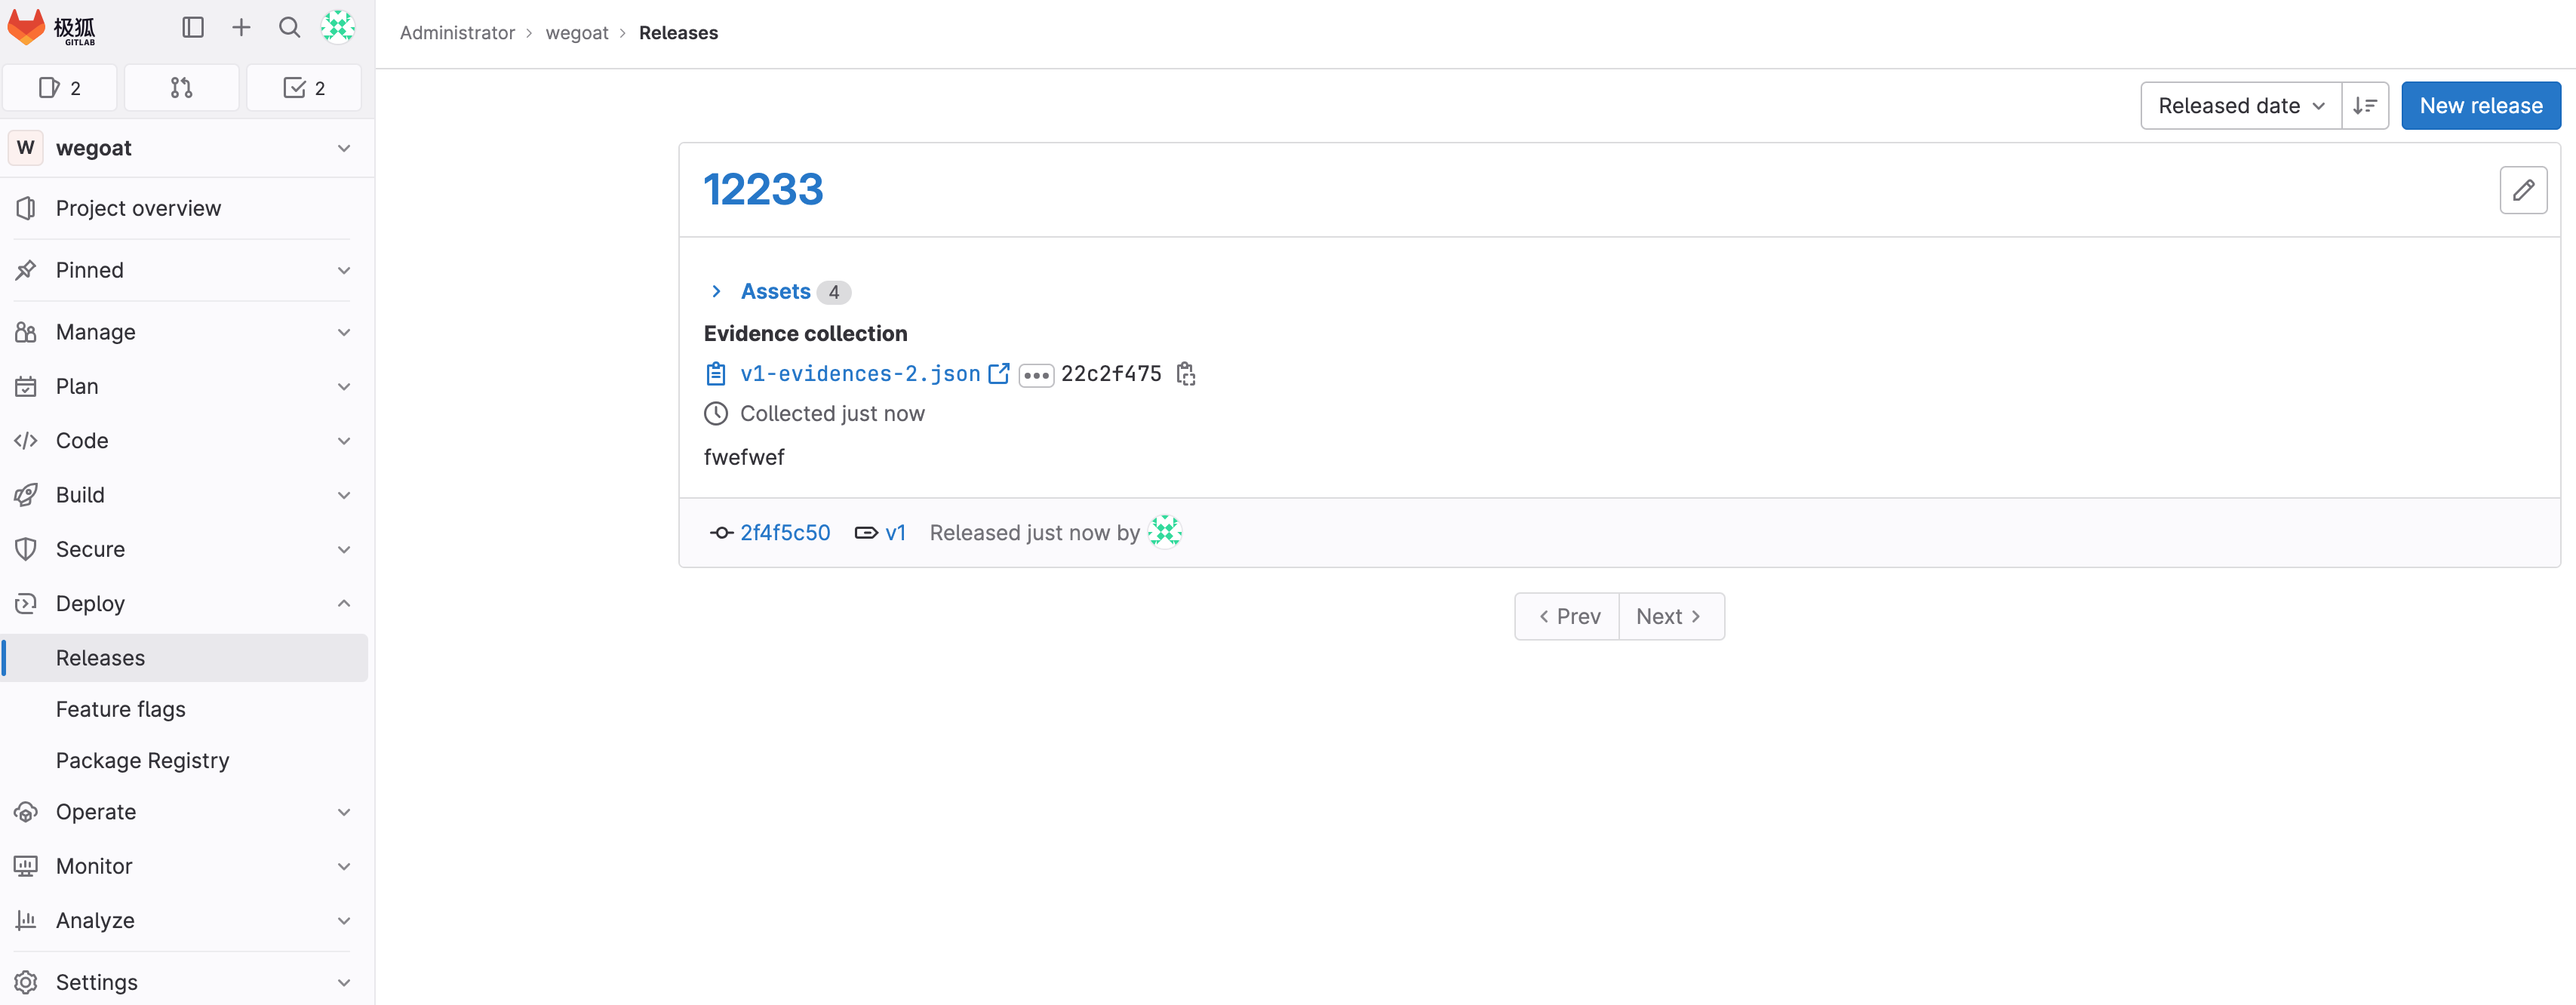 极狐
GITLAB
2
2
W wegoat
Project overview
Pinned
Manage
Plan
Code
Build
Secure
Deploy
Releases
Feature flags
Package Registry
Operate
Monitor
Analyze
Settings
Administrator › wegoat › Releases
Released date
New release
12233
Assets 4
Evidence collection
v1-evidences-2.json ••• 22c2f475
Collected just now
fwefwef
2f4f5c50 v1 Released just now by
Prev Next